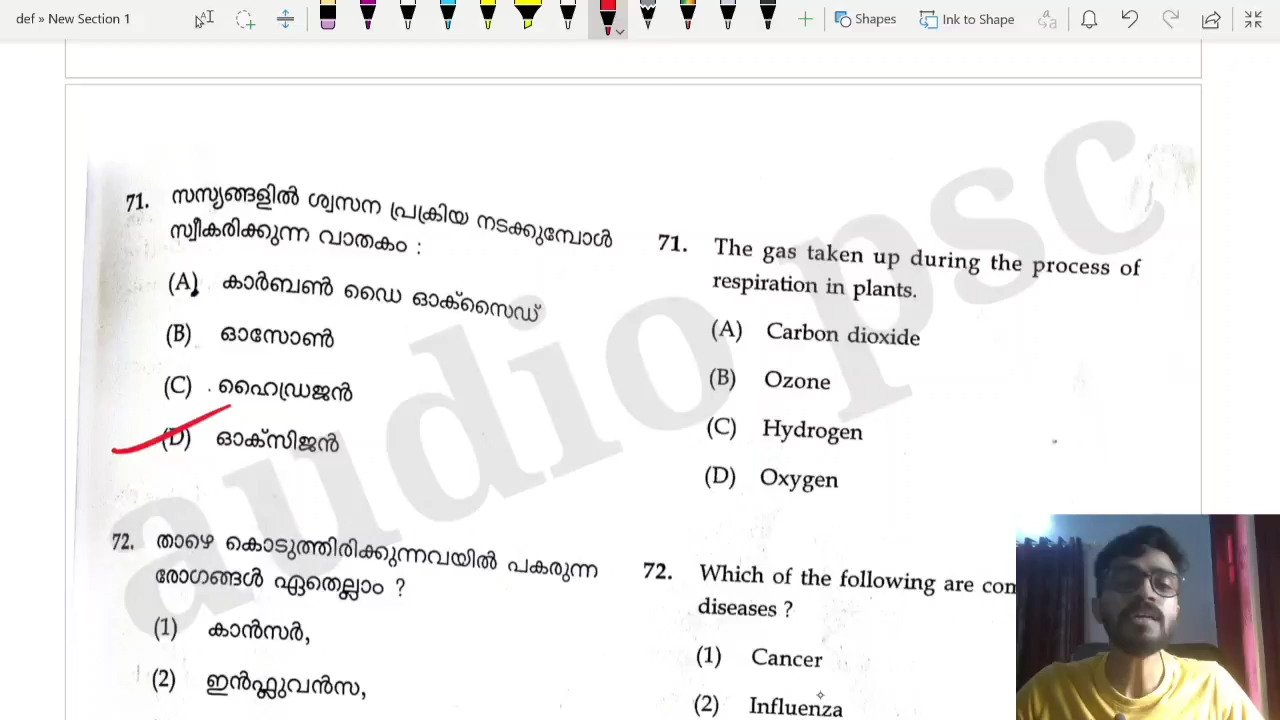 def » New Section 1
Shapes
Link to Shape
audio psc
71. സസ്യങ്ങളിൽ ശ്വസന പ്രക്രിയ നടക്കുമ്പോൾ
സ്വീകരിക്കുന്ന വാതകം :
(A) കാർബൺ ഡൈ ഓക്സൈഡ്
(B) ഓസോൺ
(C) ഹൈഡ്രജൻ
(D) ഓക്സിജൻ
72. താഴെ കൊടുത്തിരിക്കുന്നവയിൽ പകരുന്ന
രോഗങ്ങൾ ഏതെല്ലാം ?
(1) കാൻസർ,
(2) ഇൻഫ്ലുവൻസ,
71. The gas taken up during the process of
respiration in plants.
(A) Carbon dioxide
(B) Ozone
(C) Hydrogen
(D) Oxygen
72. Which of the following are
diseases ?
(1) Cancer
(2) Influenza